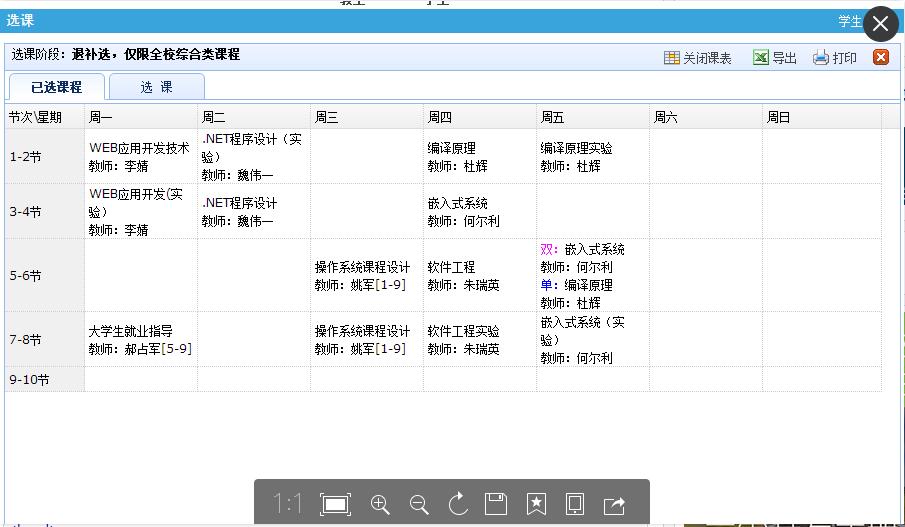 选课
学生
选课阶段：退补选，仅限全校综合类课程
关闭课表 导出 打印
已选课程 选 课
节次\星期 周一 周二 周三 周四 周五 周六 周日
1-2节
WEB应用开发技术
教师：李婧
.NET程序设计（实
验）
教师：魏伟一
编译原理
教师：杜辉
编译原理实验
教师：杜辉
3-4节
WEB应用开发(实
验）
教师：李婧
.NET程序设计
教师：魏伟一
嵌入式系统
教师：何尔利
5-6节
操作系统课程设计
教师：姚军[1-9]
软件工程
教师：朱瑞英
双：嵌入式系统
教师：何尔利
单：编译原理
教师：杜辉
7-8节
大学生就业指导
教师：郝占军[5-9]
操作系统课程设计
教师：姚军[1-9]
软件工程实验
教师：朱瑞英
嵌入式系统（实
验）
教师：何尔利
9-10节
1:1